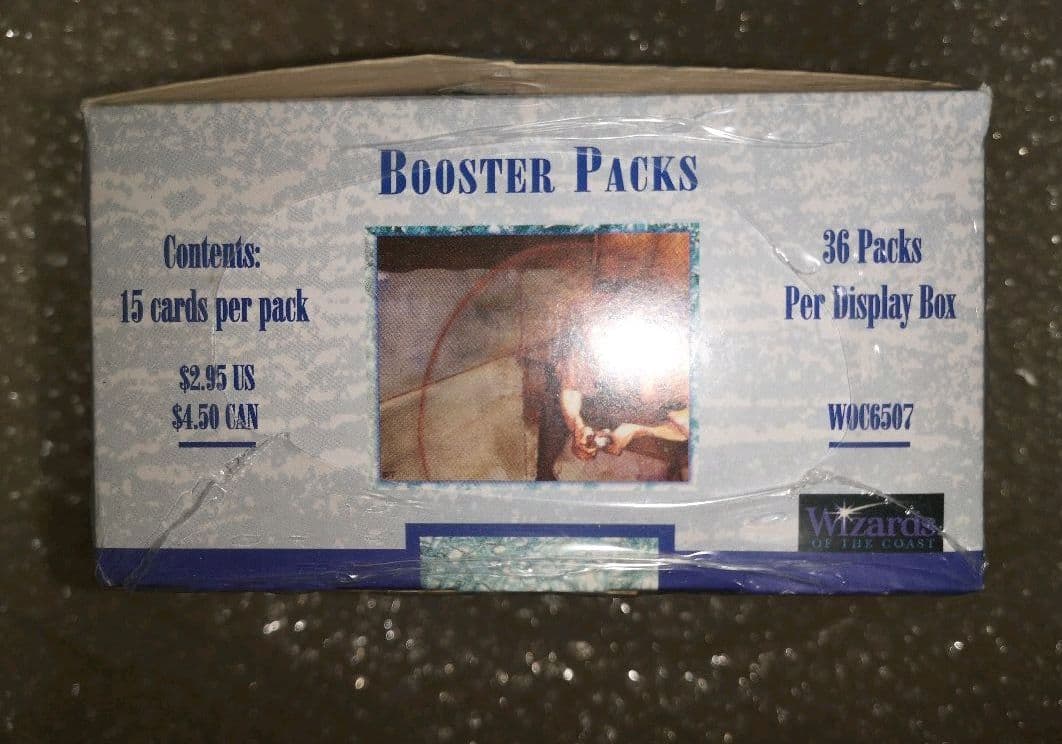 BOOSTER PACKS
Contents:
15 cards per pack
$2.95 US
$4.50 CAN
36 Packs
Per Display Box
WOC6507
Wizards
OF THE COAST